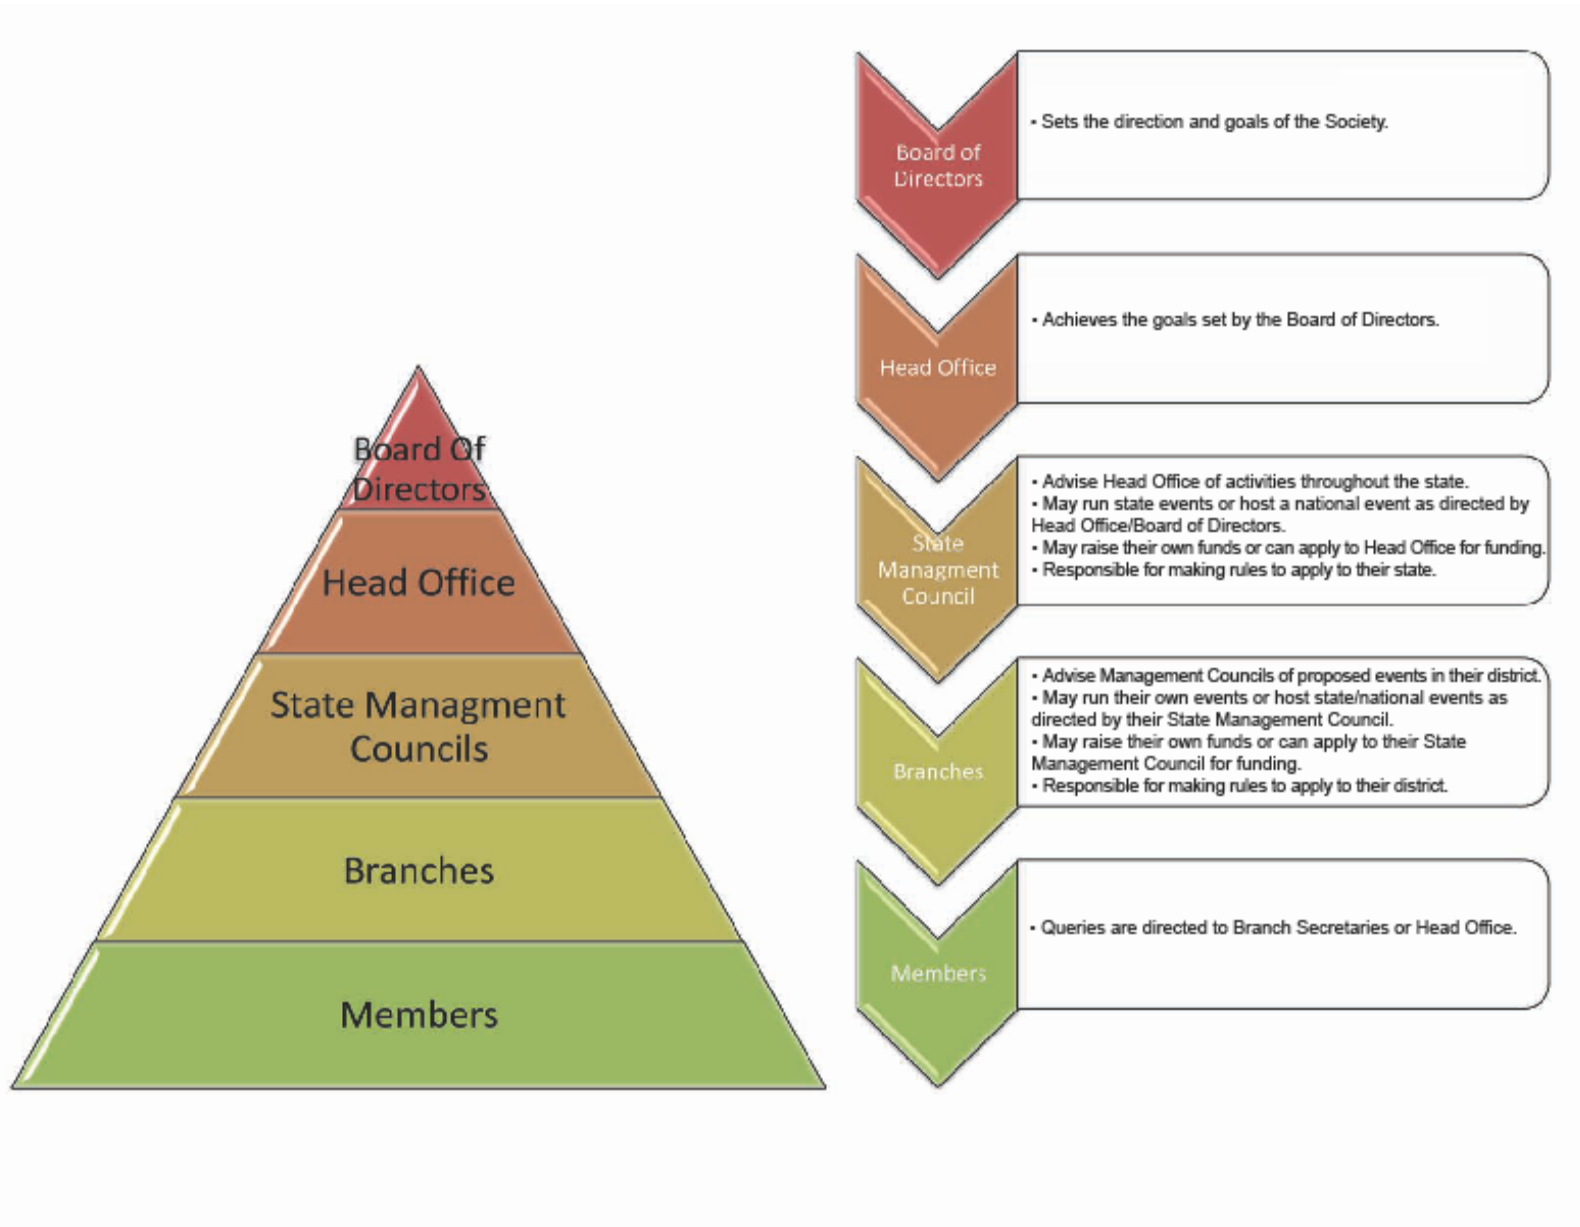 Board Of
Directors
Head Office
State Managment
Councils
Branches
Members
Board of
Directors
• Sets the direction and goals of the Society.
Head Office
• Achieves the goals set by the Board of Directors.
State
Managment
Council
• Advise Head Office of activities throughout the state.
• May run state events or host a national event as directed by
Head Office/Board of Directors.
• May raise their own funds or can apply to Head Office for funding.
• Responsible for making rules to apply to their state.
Branches
• Advise Management Councils of proposed events in their district.
• May run their own events or host state/national events as
directed by their State Management Council.
• May raise their own funds or can apply to their State
Management Council for funding.
• Responsible for making rules to apply to their district.
Members
• Queries are directed to Branch Secretaries or Head Office.